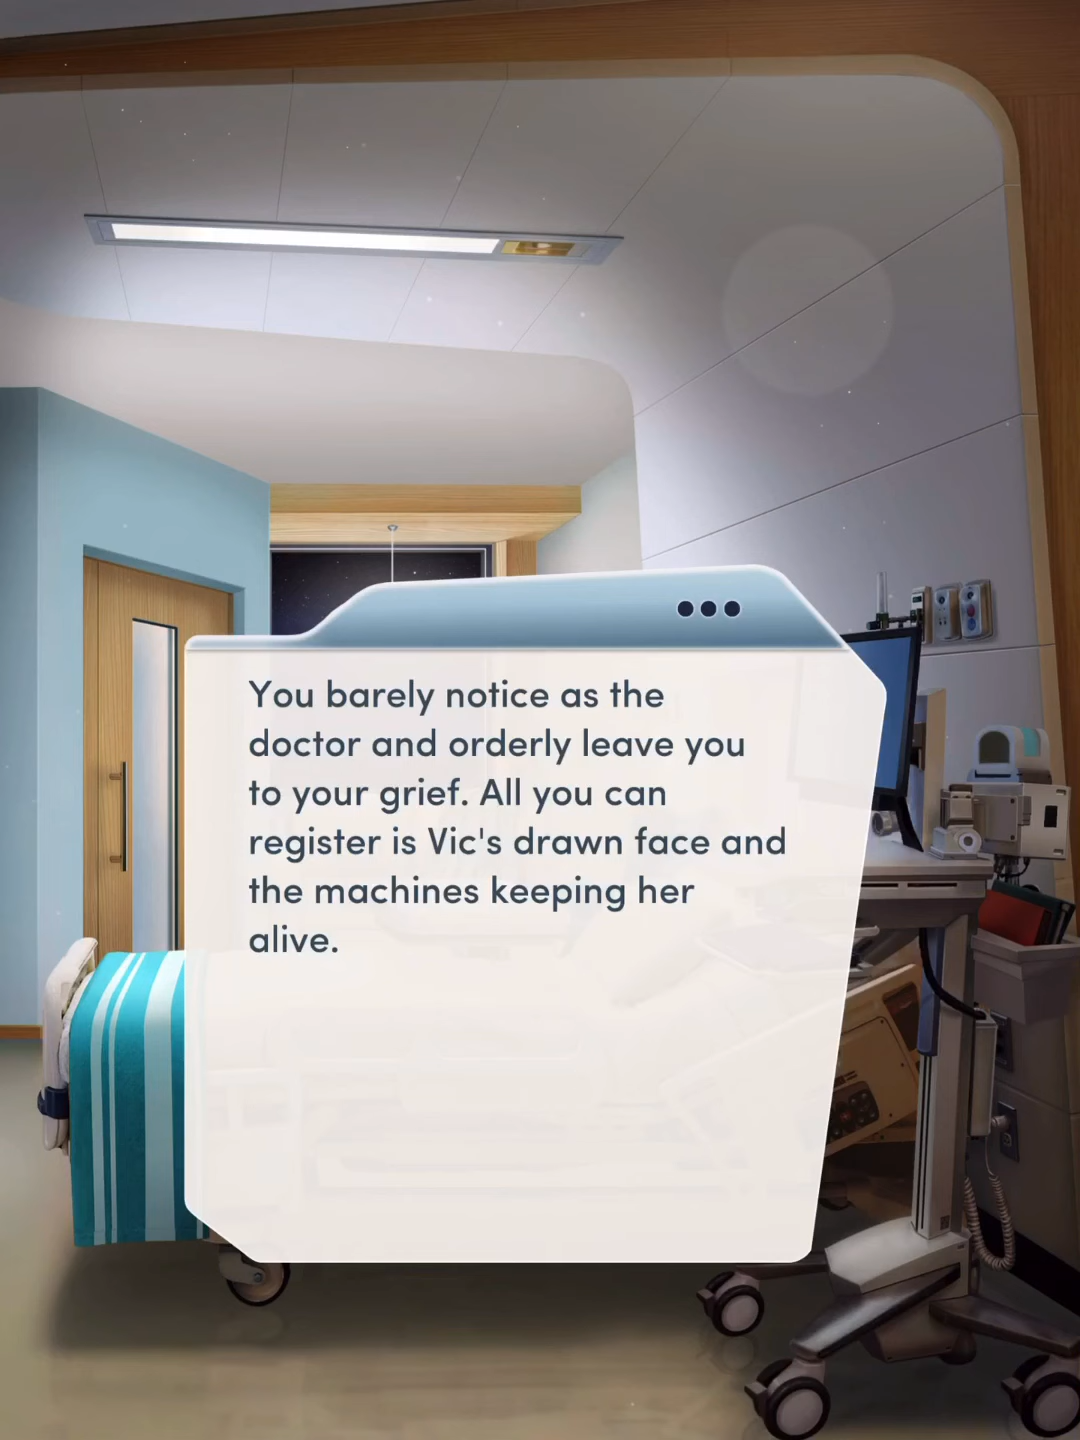 You barely notice as the
doctor and orderly leave you
to your grief. All you can
register is Vic's drawn face and
the machines keeping her
alive.